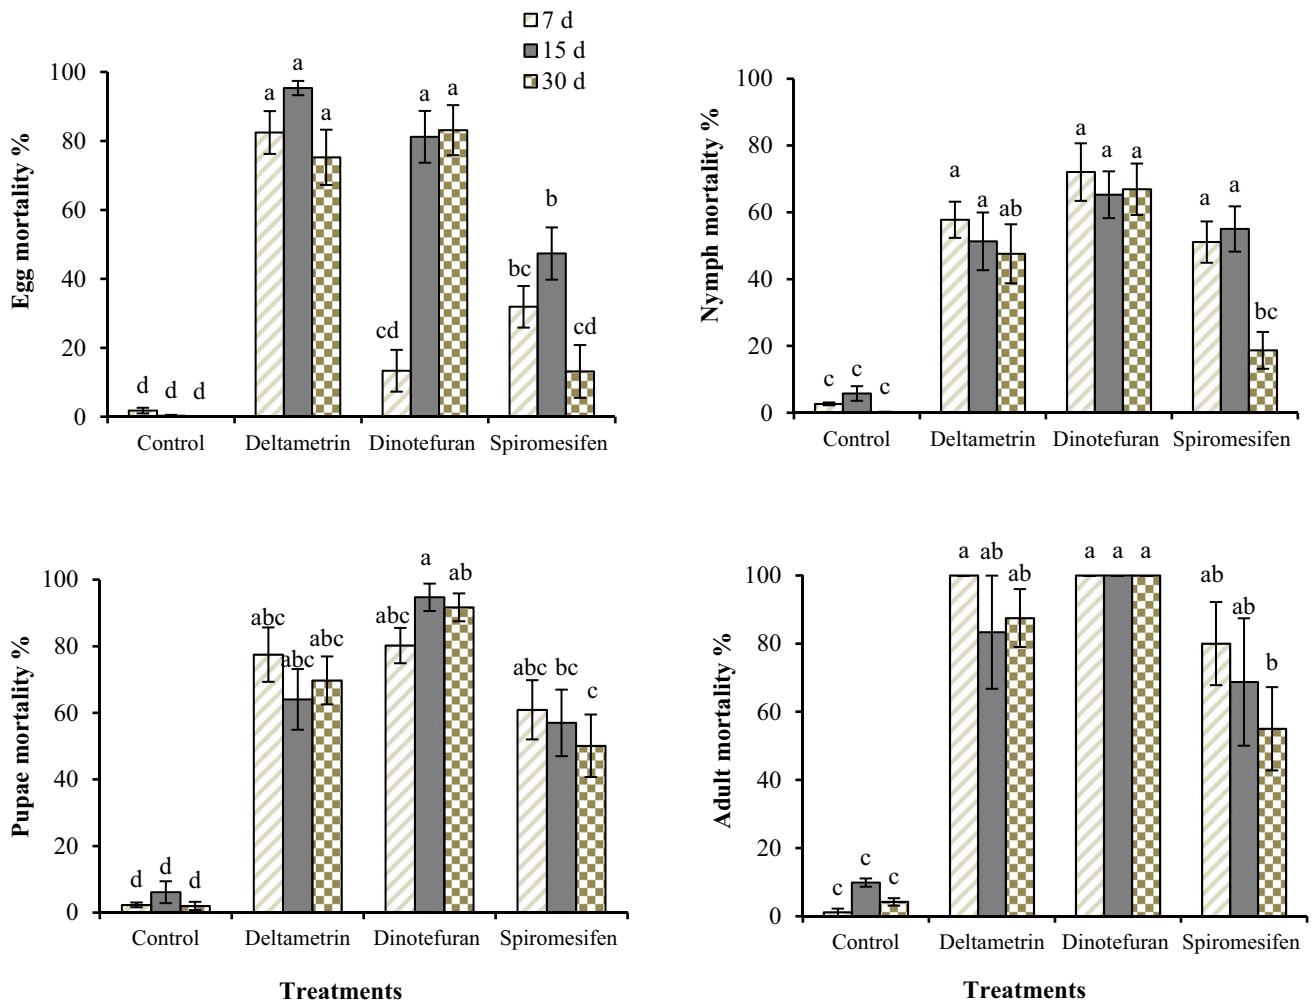 7 d
15 d
30 d
Egg mortality %
100
80
60
40
20
0
d d d
a a a
cd a a
bc b cd
Control Deltametrin Dinotefuran Spiromesifen
Nymph mortality %
100
80
60
40
20
0
c c c
a a ab
a a a
a a bc
Control Deltametrin Dinotefuran Spiromesifen
Pupae mortality %
100
80
60
40
20
0
d d d
abc abc abc
abc a ab
abc bc c
Control Deltametrin Dinotefuran Spiromesifen
Treatments
Adult mortality %
100
80
60
40
20
0
c c c
a ab ab
a a a
ab ab b
Control Deltametrin Dinotefuran Spiromesifen
Treatments